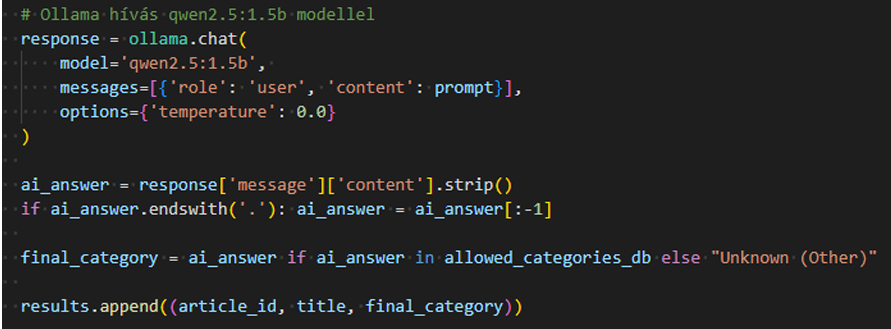 # Ollama hívás qwen2.5:1.5b modellel
response = ollama.chat(
    model='qwen2.5:1.5b',
    messages=[{'role': 'user', 'content': prompt}],
    options={'temperature': 0.0}
)
ai_answer = response['message']['content'].strip()
if ai_answer.endswith('.'): ai_answer = ai_answer[:-1]
final_category = ai_answer if ai_answer in allowed_categories_db else "Unknown (Other)"
results.append((article_id, title, final_category))